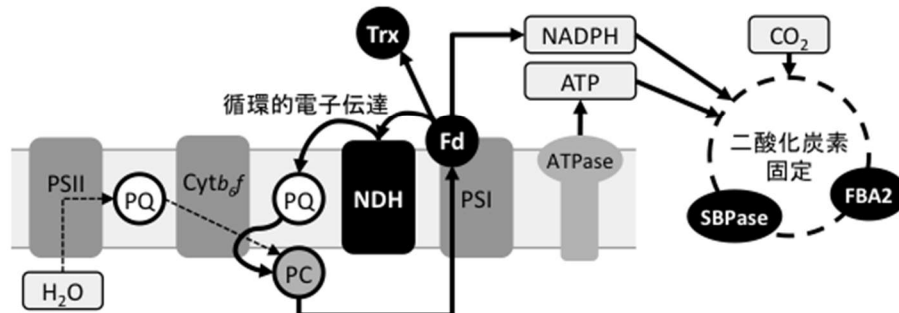 Trx
NADPH
CO₂
ATP
循環的電子伝達
Fd
二酸化炭素
固定
PSII
PQ
Cytb₆f
PQ
NDH
PSI
ATPase
SBPase
FBA2
PC
H₂O